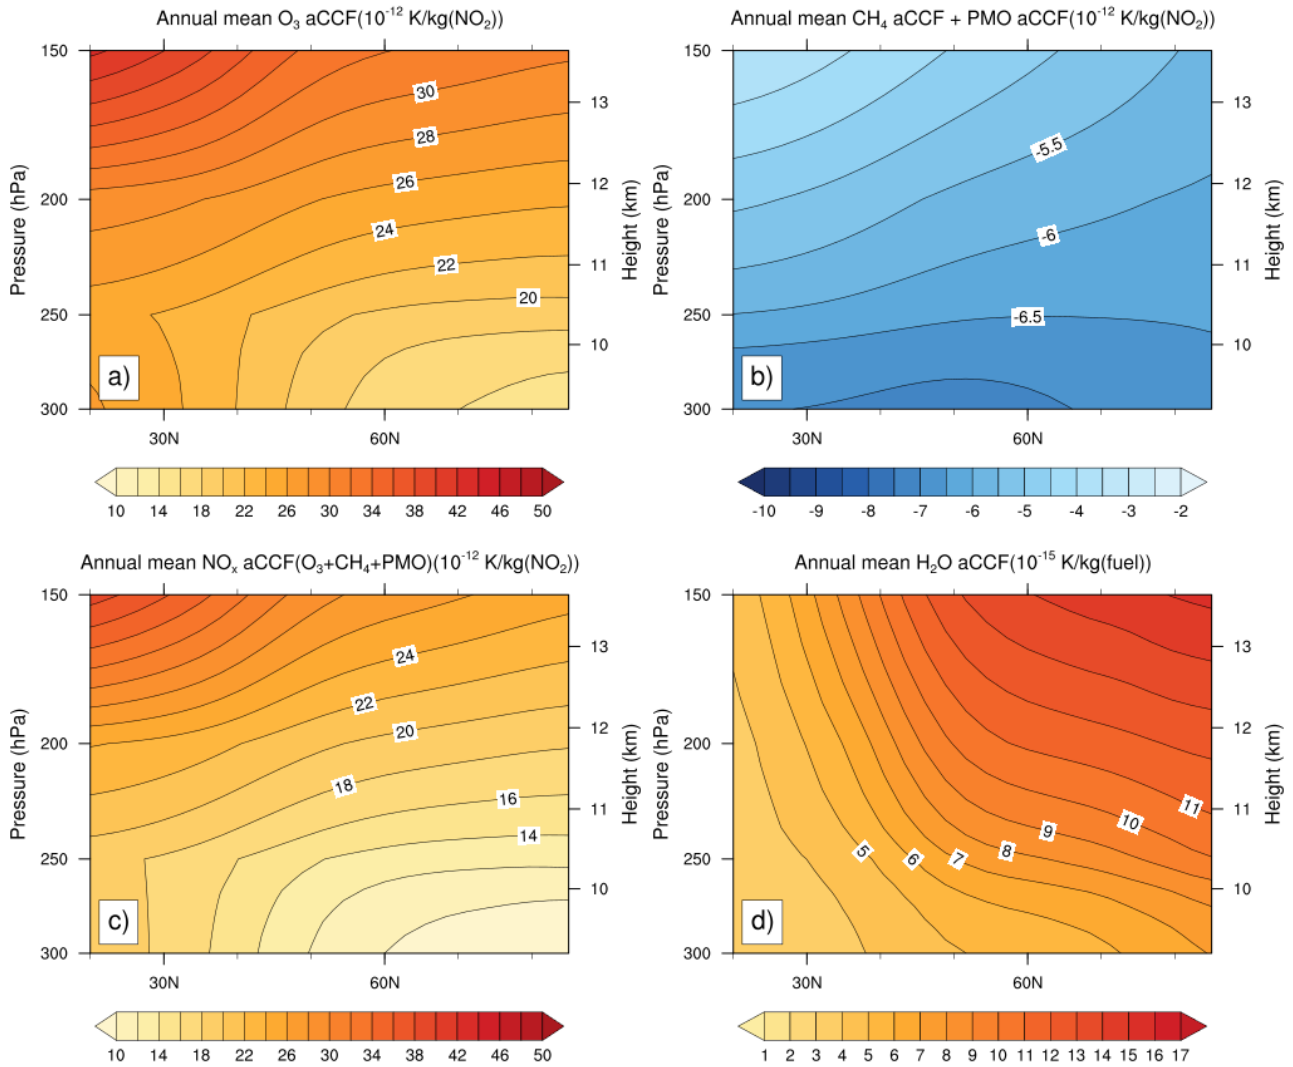 Annual mean O₃ aCCF(10⁻¹² K/kg(NO₂))
150
200
250
300
Pressure (hPa)
30
28
26
24
22
20
13
12
11
10
Height (km)
a)
30N 60N
10 14 18 22 26 30 34 38 42 46 50
Annual mean CH₄ aCCF + PMO aCCF(10⁻¹² K/kg(NO₂))
150
200
250
300
Pressure (hPa)
-5.5
-6
-6.5
13
12
11
10
Height (km)
b)
30N 60N
-10 -9 -8 -7 -6 -5 -4 -3 -2
Annual mean NOₓ aCCF(O₃+CH₄+PMO)(10⁻¹² K/kg(NO₂))
150
200
250
300
Pressure (hPa)
24
22
20
18
16
14
13
12
11
10
Height (km)
c)
30N 60N
10 14 18 22 26 30 34 38 42 46 50
Annual mean H₂O aCCF(10⁻¹⁵ K/kg(fuel))
150
200
250
300
Pressure (hPa)
5 6 7 8 9 10 11
13
12
11
10
Height (km)
d)
30N 60N
1 2 3 4 5 6 7 8 9 10 11 12 13 14 15 16 17